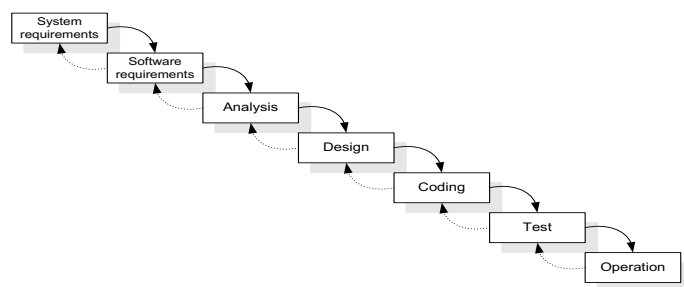 System
requirements
Software
requirements
Analysis
Design
Coding
Test
Operation